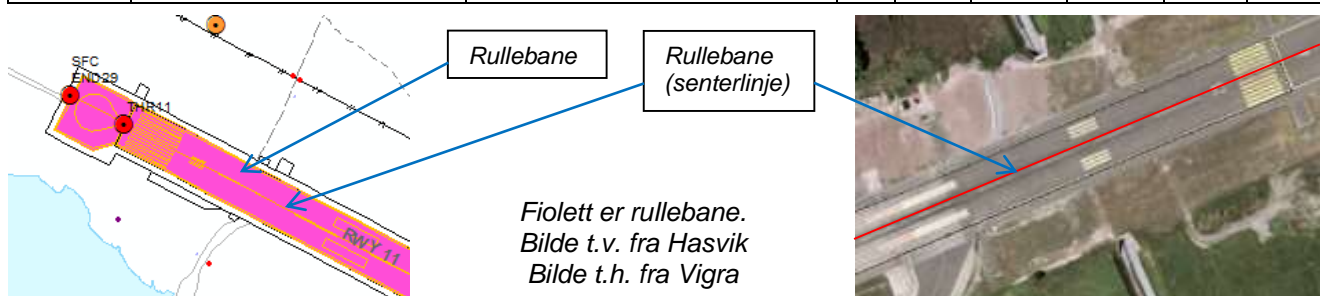 SFC
END29
THR11
RWY 11
Rullebane
Rullebane
(senterlinje)
Fiolett er rullebane.
Bilde t.v. fra Hasvik
Bilde t.h. fra Vigra